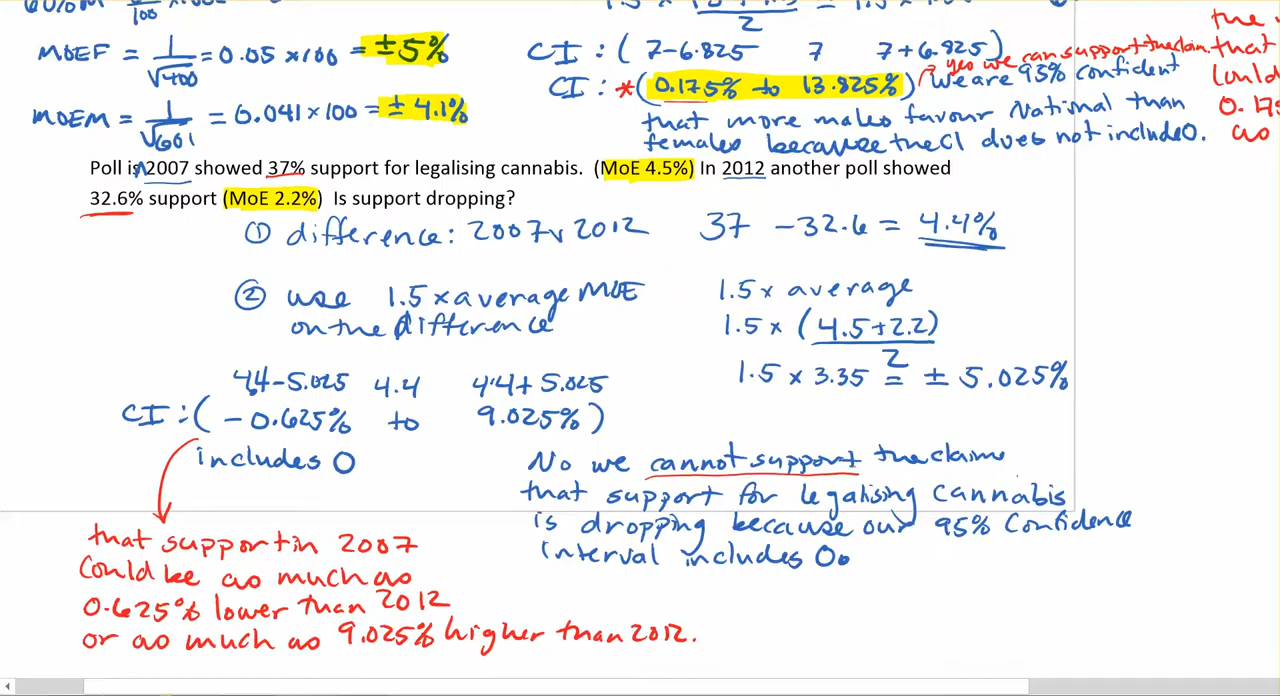 100
2
MOEF = 1/√400 = 0.05 ×100 = ±5%
CI : ( 7-6.825 7 7+6.825 )
yes we can support the claim.
CI : * ( 0.175% to 13.825% ) We are 95% confident
that more males favour National than
females because the CI does not include 0.
the
that
could
0.175
as
MOEM = 1/√601 = 0.041 ×100 = ± 4.1%
Poll in 2007 showed 37% support for legalising cannabis. (MoE 4.5%) In 2012 another poll showed
32.6% support (MoE 2.2%) Is support dropping?
① difference: 2007 v 2012 37 - 32.6 = 4.4%
② use 1.5 × average MOE
on the difference
1.5 × average
1.5 × (4.5+2.2)/2
1.5 × 3.35 = ± 5.025%
4.4-5.025 4.4 4.4+5.025
CI : ( -0.625% to 9.025% )
includes 0
No we cannot support the claim
that support for legalising cannabis
is dropping because our 95% Confidence
interval includes 0.
that support in 2007
Could be as much as
0.625% lower than 2012
or as much as 9.025% higher than 2012.